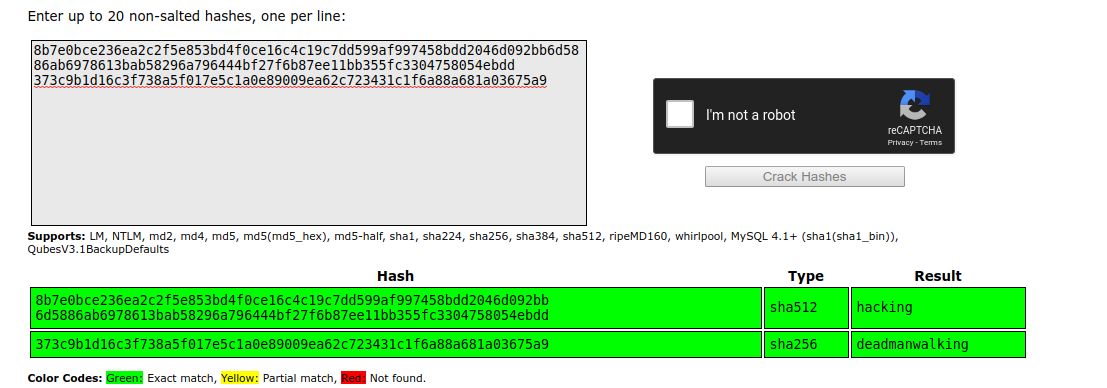 Enter up to 20 non-salted hashes, one per line:
8b7e0bce236ea2c2f5e853bd4f0ce16c4c19c7dd599af997458bdd2046d092bb6d58
86ab6978613bab58296a796444bf27f6b87ee11bb355fc3304758054ebdd
373c9b1d16c3f738a5f017e5c1a0e89009ea62c723431c1f6a88a681a03675a9
I'm not a robot
reCAPTCHA
Privacy - Terms
Crack Hashes
Supports: LM, NTLM, md2, md4, md5, md5(md5_hex), md5-half, sha1, sha224, sha256, sha384, sha512, ripeMD160, whirlpool, MySQL 4.1+ (sha1(sha1_bin)),
QubesV3.1BackupDefaults
Hash Type Result
8b7e0bce236ea2c2f5e853bd4f0ce16c4c19c7dd599af997458bdd2046d092bb
6d5886ab6978613bab58296a796444bf27f6b87ee11bb355fc3304758054ebdd
sha512 hacking
373c9b1d16c3f738a5f017e5c1a0e89009ea62c723431c1f6a88a681a03675a9 sha256 deadmanwalking
Color Codes: Green: Exact match, Yellow: Partial match, Red: Not found.